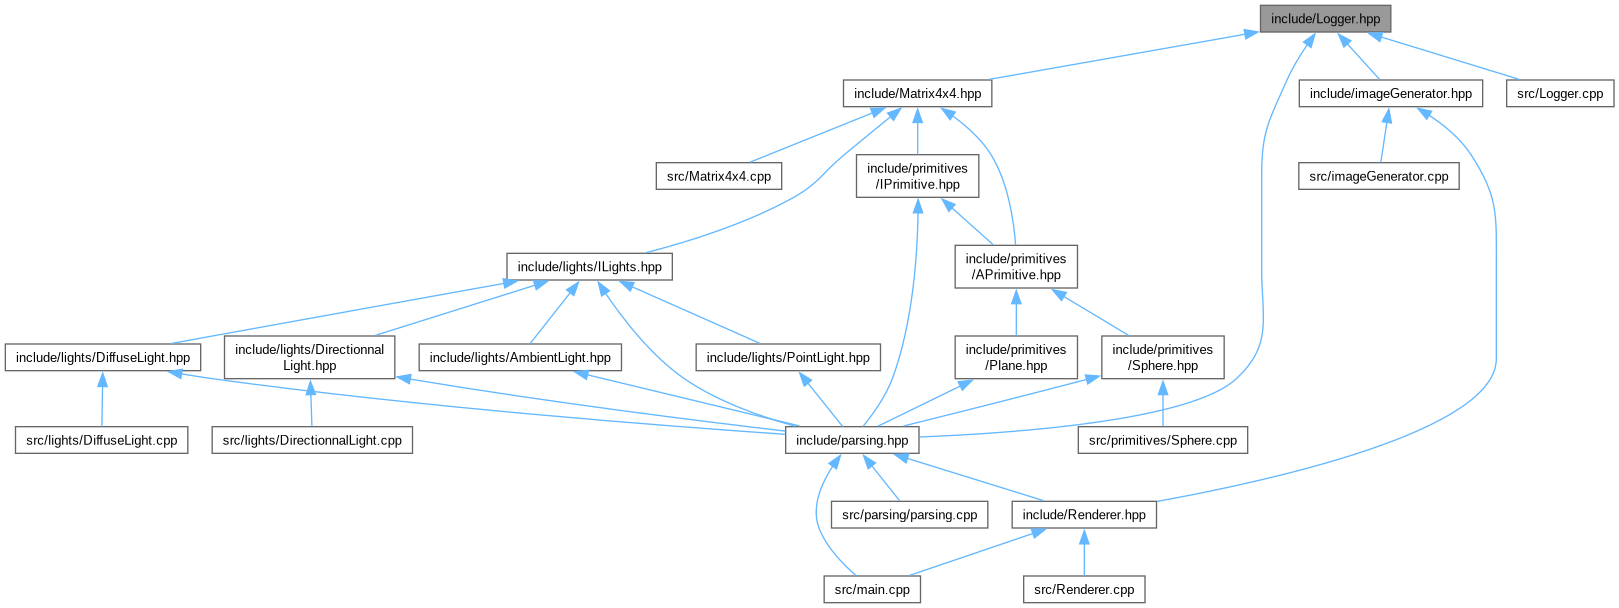 include/Logger.hpp
include/Matrix4x4.hpp
include/imageGenerator.hpp
src/Logger.cpp
src/Matrix4x4.cpp
include/primitives
/IPrimitive.hpp
src/imageGenerator.cpp
include/lights/ILights.hpp
include/primitives
/APrimitive.hpp
include/lights/DiffuseLight.hpp
include/lights/Directionnal
Light.hpp
include/lights/AmbientLight.hpp
include/lights/PointLight.hpp
include/primitives
/Plane.hpp
include/primitives
/Sphere.hpp
src/lights/DiffuseLight.cpp
src/lights/DirectionnalLight.cpp
include/parsing.hpp
src/primitives/Sphere.cpp
src/parsing/parsing.cpp
include/Renderer.hpp
src/main.cpp
src/Renderer.cpp